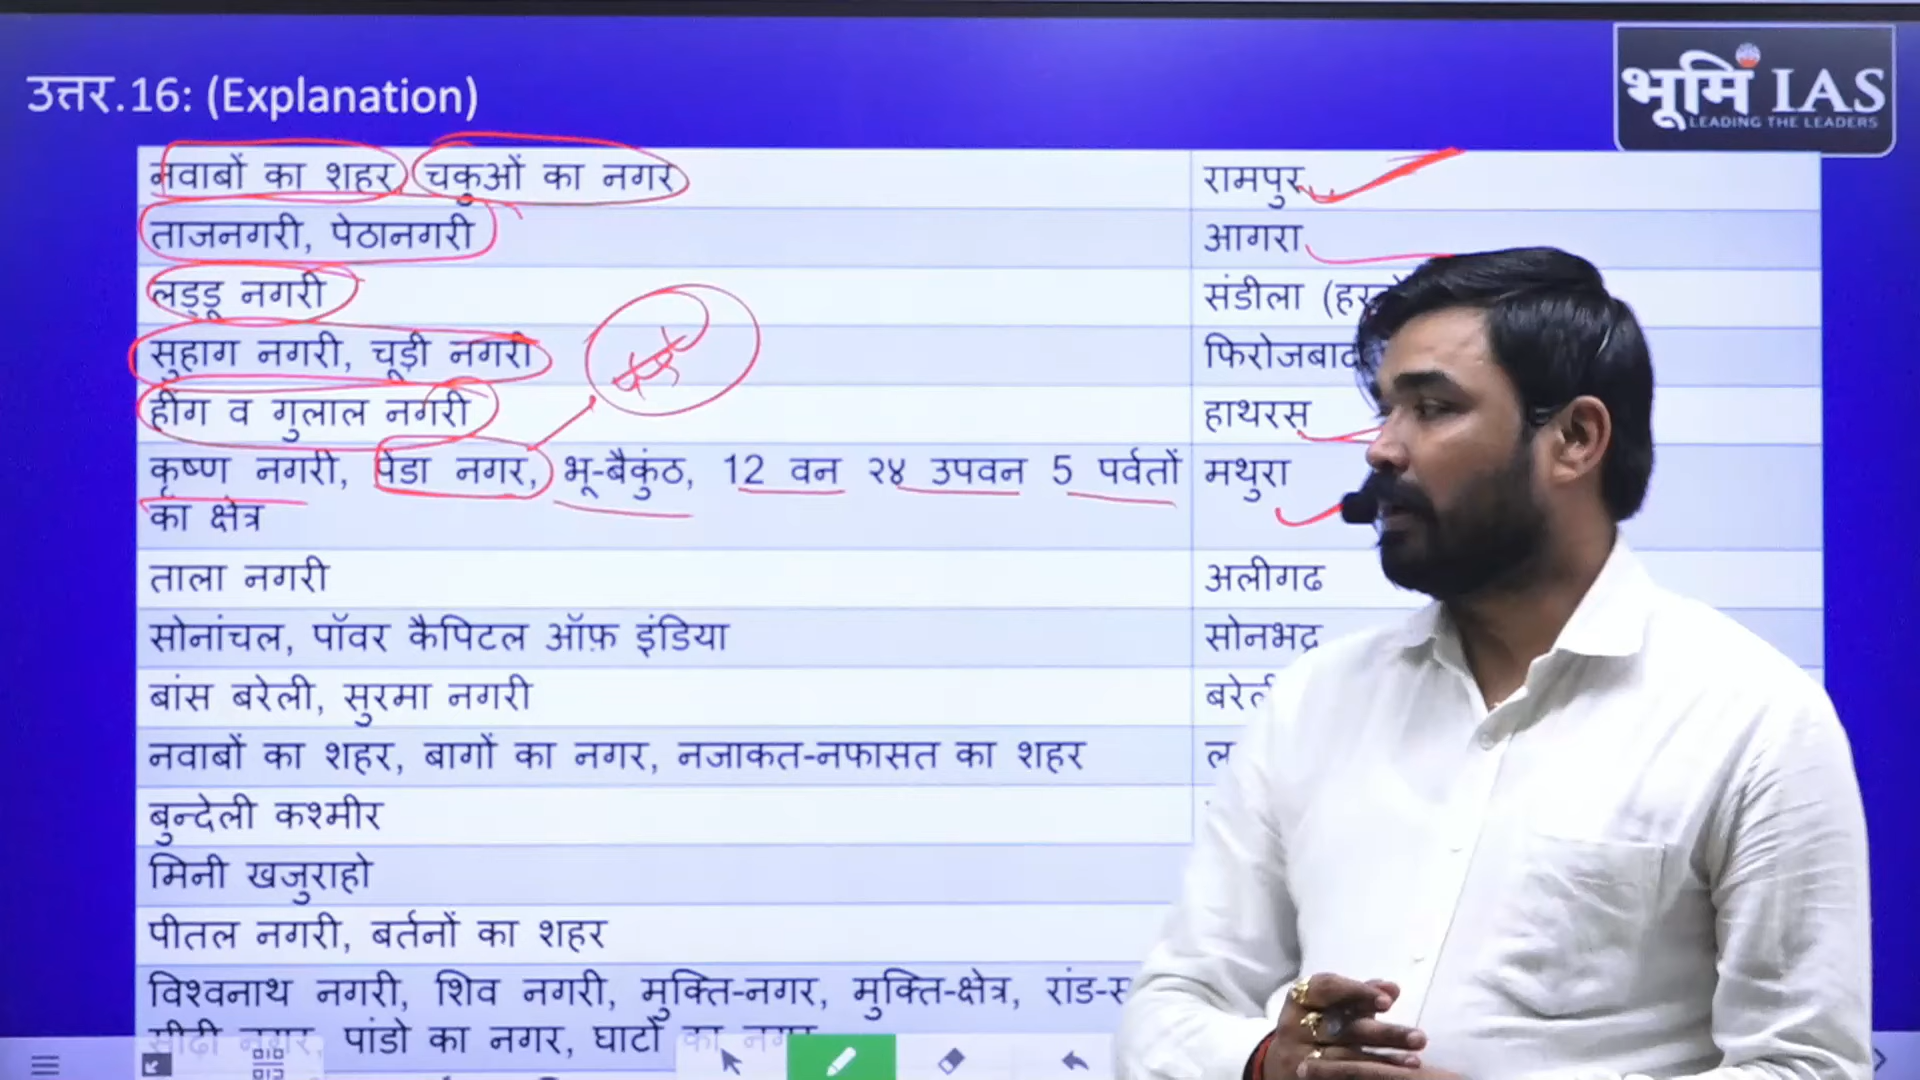 उत्तर.16: (Explanation)
भूमि IAS
LEADING THE LEADERS
नवाबों का शहर, चकुओं का नगर रामपुर
ताजनगरी, पेठानगरी आगरा
लड्डू नगरी संडीला
सुहाग नगरी, चूड़ी नगरी फिरोजबाद
हींग व गुलाल नगरी हाथरस
कृष्ण नगरी, पेडा नगर, भू-बैकुंठ, 12 वन २४ उपवन 5 पर्वतों मथुरा
का क्षेत्र
ताला नगरी अलीगढ
सोनांचल, पॉवर कैपिटल ऑफ़ इंडिया सोनभद्र
बांस बरेली, सुरमा नगरी
नवाबों का शहर, बागों का नगर, नजाकत-नफासत का शहर
बुन्देली कश्मीर
मिनी खजुराहो
पीतल नगरी, बर्तनों का शहर
विश्वनाथ नगरी, शिव नगरी, मुक्ति-नगर, मुक्ति-क्षेत्र,
पांडो का नगर, घाटों का नगर